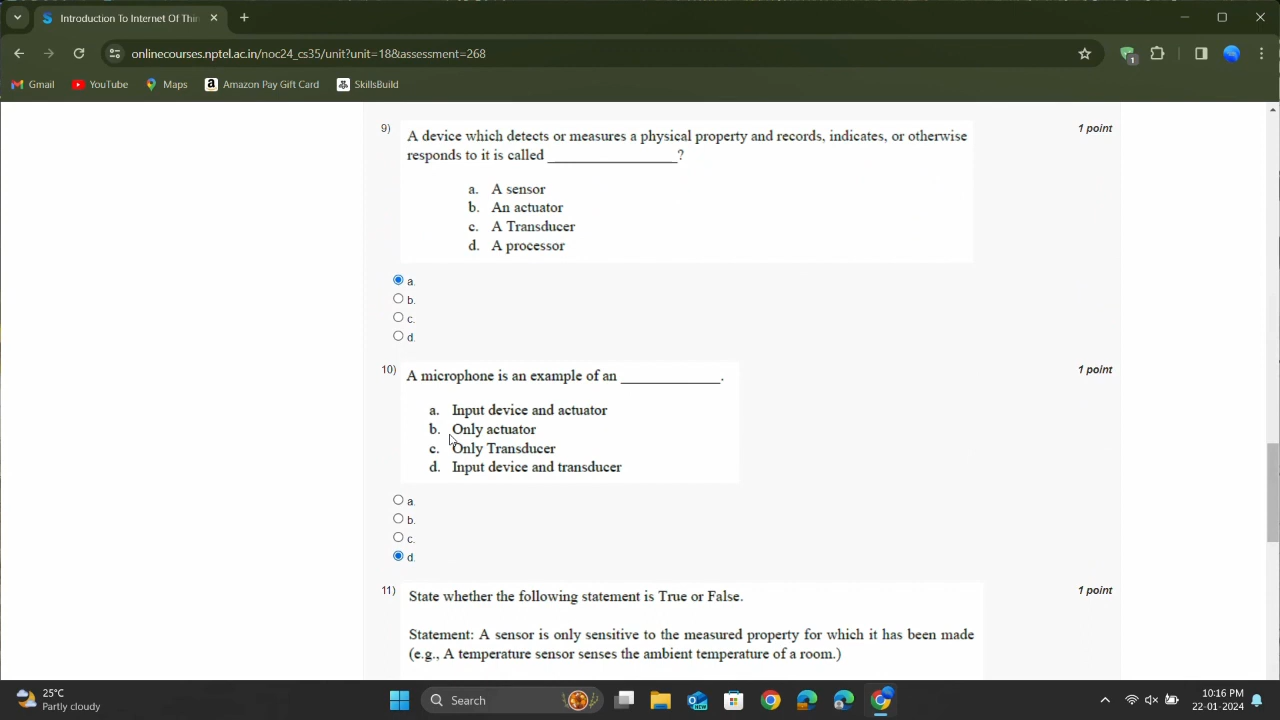 Introduction To Internet Of Thin
onlinecourses.nptel.ac.in/noc24_cs35/unit?unit=18&assessment=268
1
Gmail YouTube Maps a Amazon Pay Gift Card SkillsBuild
9) A device which detects or measures a physical property and records, indicates, or otherwise 1 point
responds to it is called _________________?
a. A sensor
b. An actuator
c. A Transducer
d. A processor
a.
b.
c.
d.
10) A microphone is an example of an _____________. 1 point
a. Input device and actuator
b. Only actuator
c. Only Transducer
d. Input device and transducer
a.
b.
c.
d.
11) State whether the following statement is True or False. 1 point
Statement: A sensor is only sensitive to the measured property for which it has been made
(e.g., A temperature sensor senses the ambient temperature of a room.)
25°C
Partly cloudy
Search
10:16 PM
22-01-2024